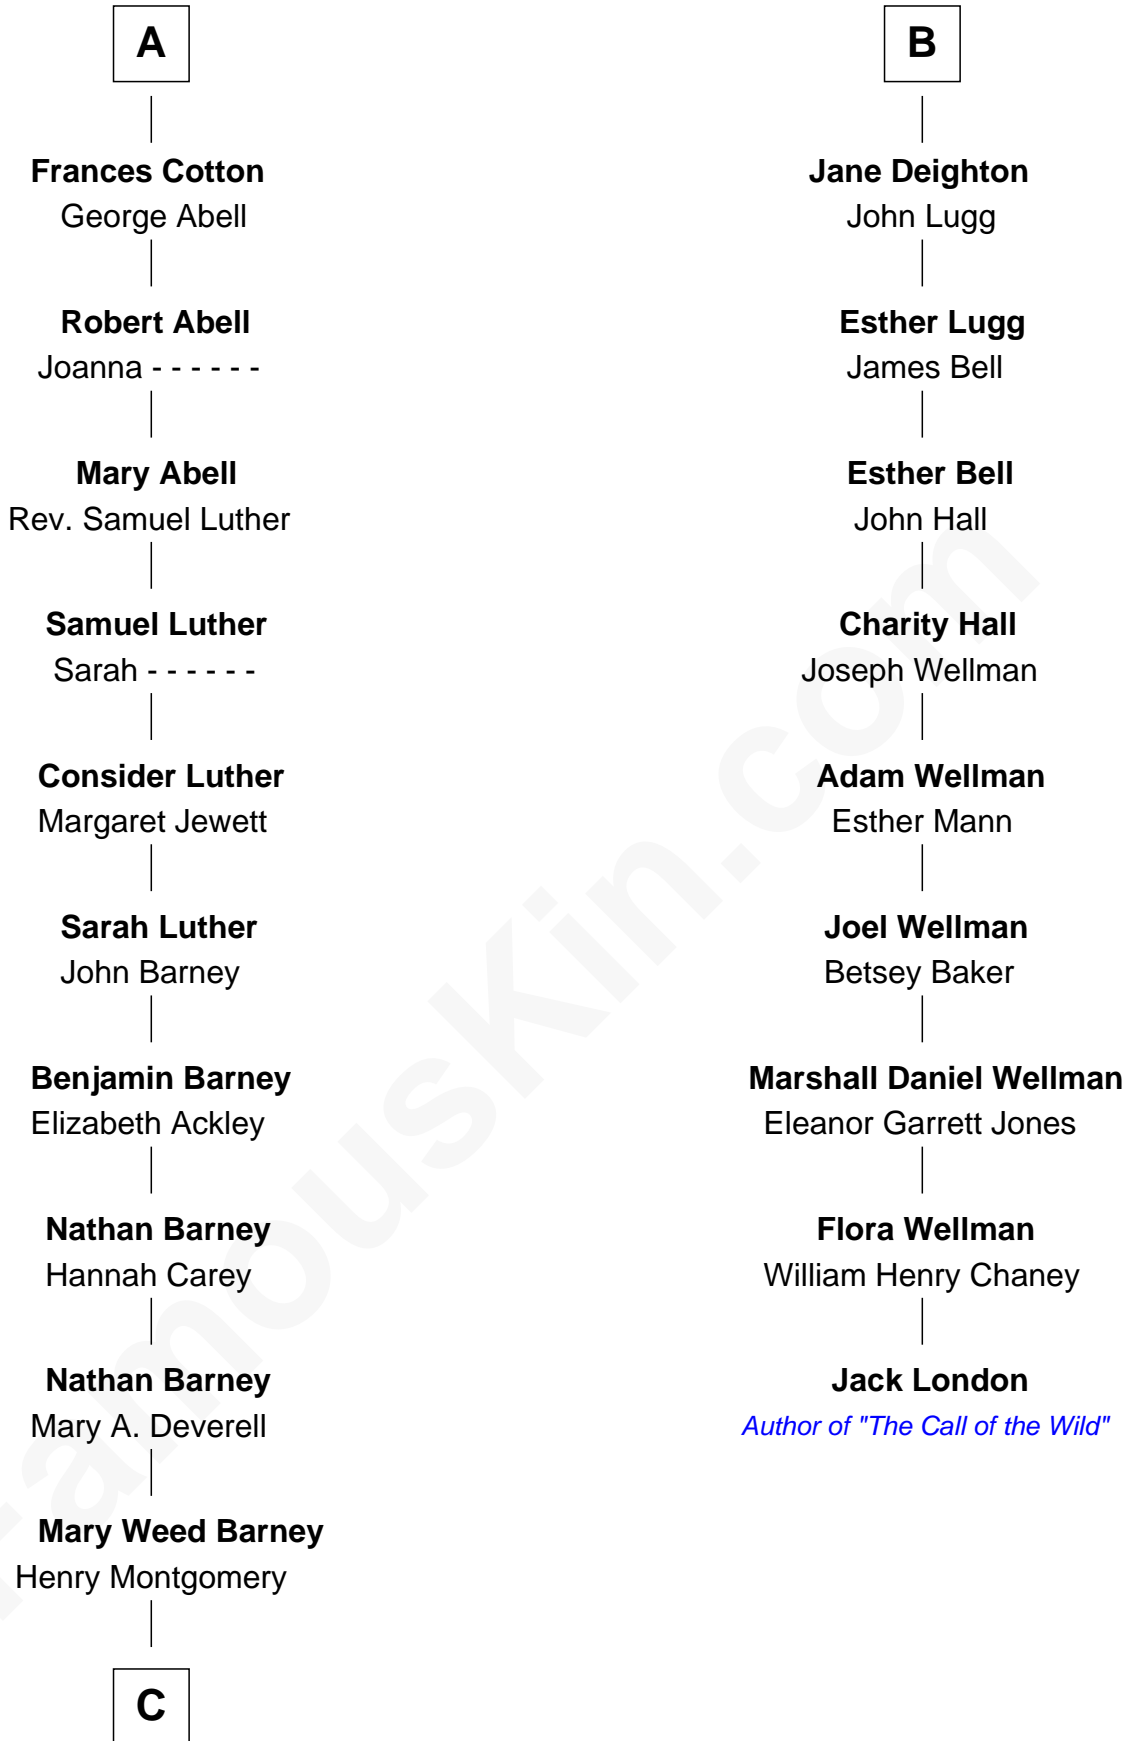 A
Frances Cotton
George Abell
Robert Abell
Joanna - - - - - -
Mary Abell
Rev. Samuel Luther
Samuel Luther
Sarah - - - - - -
Consider Luther
Margaret Jewett
Sarah Luther
John Barney
Benjamin Barney
Elizabeth Ackley
Nathan Barney
Hannah Carey
Nathan Barney
Mary A. Deverell
Mary Weed Barney
Henry Montgomery
C
B
Jane Deighton
John Lugg
Esther Lugg
James Bell
Esther Bell
John Hall
Charity Hall
Joseph Wellman
Adam Wellman
Esther Mann
Joel Wellman
Betsey Baker
Marshall Daniel Wellman
Eleanor Garrett Jones
Flora Wellman
William Henry Chaney
Jack London
Author of "The Call of the Wild"
FamousKin.com